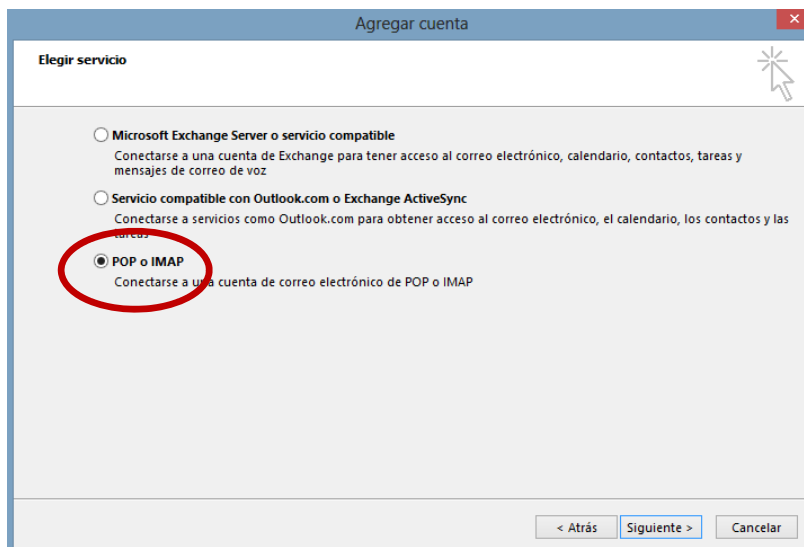 Agregar cuenta
Elegir servicio
Microsoft Exchange Server o servicio compatible
Conectarse a una cuenta de Exchange para tener acceso al correo electrónico, calendario, contactos, tareas y
mensajes de correo de voz
Servicio compatible con Outlook.com o Exchange ActiveSync
Conectarse a servicios como Outlook.com para obtener acceso al correo electrónico, el calendario, los contactos y las
tareas
POP o IMAP
Conectarse a una cuenta de correo electrónico de POP o IMAP
< Atrás
Siguiente >
Cancelar